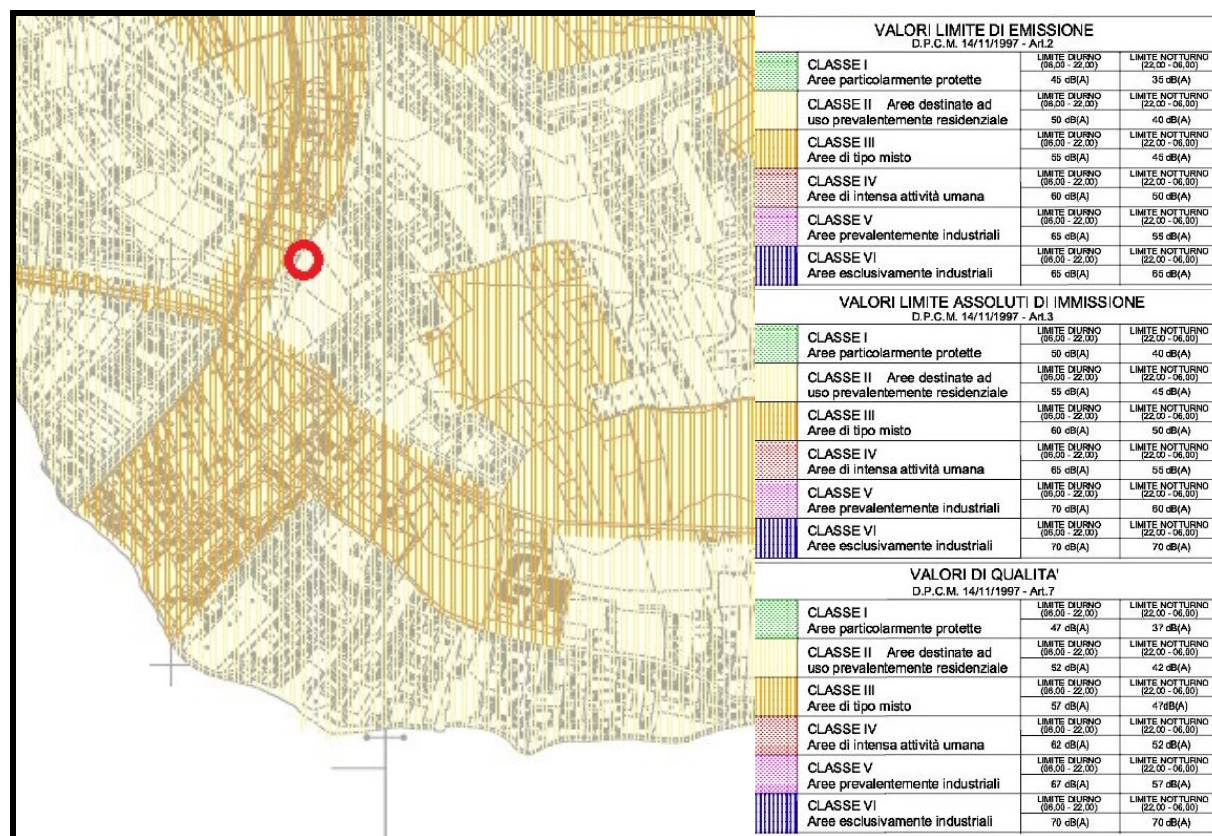 VALORI LIMITE DI EMISSIONE
D.P.C.M. 14/11/1997 - Art.2
CLASSE I
Aree particolarmente protette
LIMITE DIURNO
(06,00 - 22,00)
45 dB(A)
LIMITE NOTTURNO
(22,00 - 06,00)
35 dB(A)
CLASSE II Aree destinate ad
uso prevalentemente residenziale
LIMITE DIURNO
(06,00 - 22,00)
50 dB(A)
LIMITE NOTTURNO
(22,00 - 06,00)
40 dB(A)
CLASSE III
Aree di tipo misto
LIMITE DIURNO
(06,00 - 22,00)
55 dB(A)
LIMITE NOTTURNO
(22,00 - 06,00)
45 dB(A)
CLASSE IV
Aree di intensa attività umana
LIMITE DIURNO
(06,00 - 22,00)
60 dB(A)
LIMITE NOTTURNO
(22,00 - 06,00)
50 dB(A)
CLASSE V
Aree prevalentemente industriali
LIMITE DIURNO
(06,00 - 22,00)
65 dB(A)
LIMITE NOTTURNO
(22,00 - 06,00)
55 dB(A)
CLASSE VI
Aree esclusivamente industriali
LIMITE DIURNO
(06,00 - 22,00)
65 dB(A)
LIMITE NOTTURNO
(22,00 - 06,00)
65 dB(A)
VALORI LIMITE ASSOLUTI DI IMMISSIONE
D.P.C.M. 14/11/1997 - Art.3
CLASSE I
Aree particolarmente protette
LIMITE DIURNO
(06,00 - 22,00)
50 dB(A)
LIMITE NOTTURNO
(22,00 - 06,00)
40 dB(A)
CLASSE II Aree destinate ad
uso prevalentemente residenziale
LIMITE DIURNO
(06,00 - 22,00)
55 dB(A)
LIMITE NOTTURNO
(22,00 - 06,00)
45 dB(A)
CLASSE III
Aree di tipo misto
LIMITE DIURNO
(06,00 - 22,00)
60 dB(A)
LIMITE NOTTURNO
(22,00 - 06,00)
50 dB(A)
CLASSE IV
Aree di intensa attività umana
LIMITE DIURNO
(06,00 - 22,00)
65 dB(A)
LIMITE NOTTURNO
(22,00 - 06,00)
55 dB(A)
CLASSE V
Aree prevalentemente industriali
LIMITE DIURNO
(06,00 - 22,00)
70 dB(A)
LIMITE NOTTURNO
(22,00 - 06,00)
60 dB(A)
CLASSE VI
Aree esclusivamente industriali
LIMITE DIURNO
(06,00 - 22,00)
70 dB(A)
LIMITE NOTTURNO
(22,00 - 06,00)
70 dB(A)
VALORI DI QUALITA'
D.P.C.M. 14/11/1997 - Art.7
CLASSE I
Aree particolarmente protette
LIMITE DIURNO
(06,00 - 22,00)
47 dB(A)
LIMITE NOTTURNO
(22,00 - 06,00)
37 dB(A)
CLASSE II Aree destinate ad
uso prevalentemente residenziale
LIMITE DIURNO
(06,00 - 22,00)
52 dB(A)
LIMITE NOTTURNO
(22,00 - 06,00)
42 dB(A)
CLASSE III
Aree di tipo misto
LIMITE DIURNO
(06,00 - 22,00)
57 dB(A)
LIMITE NOTTURNO
(22,00 - 06,00)
47dB(A)
CLASSE IV
Aree di intensa attività umana
LIMITE DIURNO
(06,00 - 22,00)
62 dB(A)
LIMITE NOTTURNO
(22,00 - 06,00)
52 dB(A)
CLASSE V
Aree prevalentemente industriali
LIMITE DIURNO
(06,00 - 22,00)
67 dB(A)
LIMITE NOTTURNO
(22,00 - 06,00)
57 dB(A)
CLASSE VI
Aree esclusivamente industriali
LIMITE DIURNO
(06,00 - 22,00)
70 dB(A)
LIMITE NOTTURNO
(22,00 - 06,00)
70 dB(A)